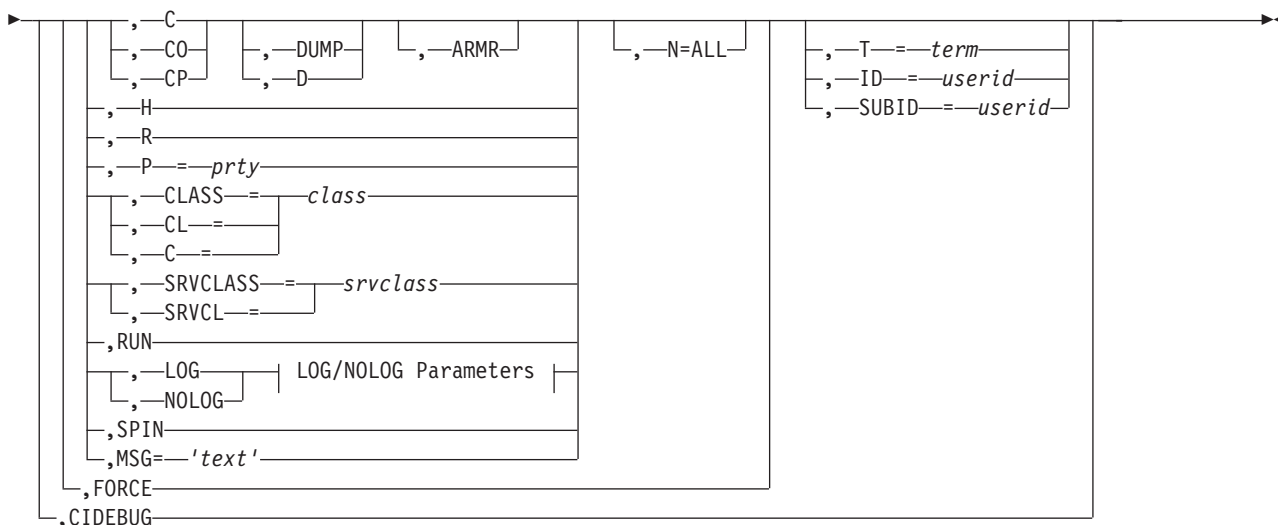 , C
, CO , DUMP , ARMR , N=ALL , T = term
, CP , D , ID = userid
, H , SUBID = userid
, R
, P = prty
, CLASS = class
, CL =
, C =
, SRVCLASS = srvclass
, SRVCL =
,RUN
, LOG LOG/NOLOG Parameters
, NOLOG
,SPIN
,MSG= 'text'
,FORCE
,CIDEBUG